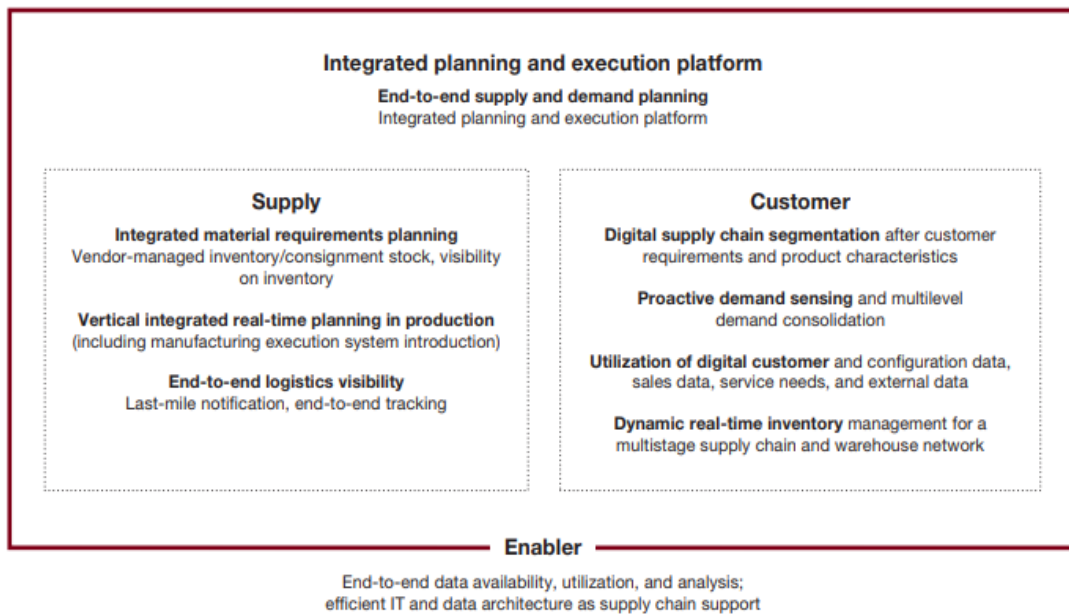 Integrated planning and execution platform
End-to-end supply and demand planning
Integrated planning and execution platform
Supply
Integrated material requirements planning
Vendor-managed inventory/consignment stock, visibility
on inventory
Vertical integrated real-time planning in production
(including manufacturing execution system introduction)
End-to-end logistics visibility
Last-mile notification, end-to-end tracking
Customer
Digital supply chain segmentation after customer
requirements and product characteristics
Proactive demand sensing and multilevel
demand consolidation
Utilization of digital customer and configuration data,
sales data, service needs, and external data
Dynamic real-time inventory management for a
multistage supply chain and warehouse network
Enabler
End-to-end data availability, utilization, and analysis;
efficient IT and data architecture as supply chain support